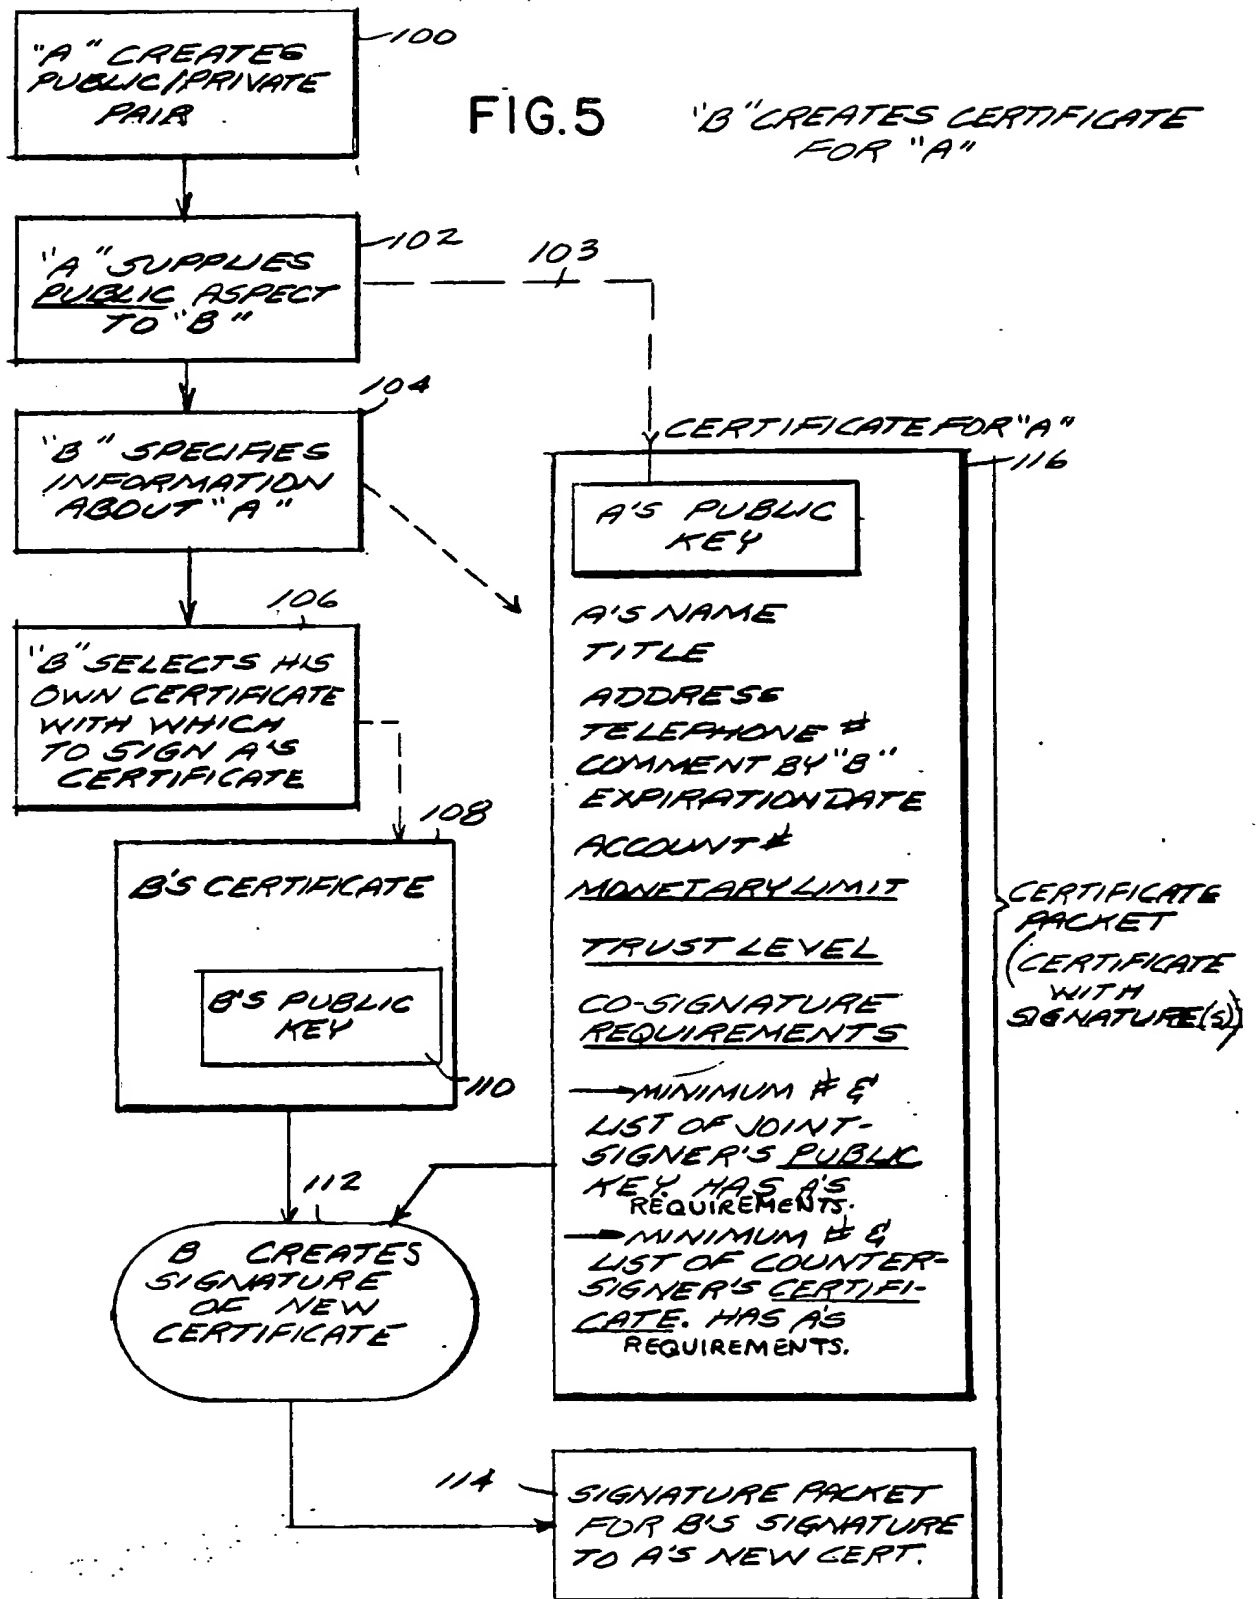 100
"A" CREATES
PUBLIC/PRIVATE
PAIR
FIG.5
"B" CREATES CERTIFICATE
FOR "A"
102
"A" SUPPLIES
PUBLIC ASPECT
TO "B"
103
104
"B" SPECIFIES
INFORMATION
ABOUT "A"
106
"B" SELECTS HIS
OWN CERTIFICATE
WITH WHICH
TO SIGN A'S
CERTIFICATE
108
B'S CERTIFICATE
B'S PUBLIC
KEY
110
112
B CREATES
SIGNATURE
OF NEW
CERTIFICATE
CERTIFICATE FOR "A"
116
A'S PUBLIC
KEY
A'S NAME
TITLE
ADDRESS
TELEPHONE #
COMMENT BY "B"
EXPIRATION DATE
ACCOUNT #
MONETARY LIMIT
TRUST LEVEL
CO-SIGNATURE
REQUIREMENTS
→MINIMUM # &
LIST OF JOINT-
SIGNER'S PUBLIC
KEY. HAS A'S
REQUIREMENTS.
→MINIMUM # &
LIST OF COUNTER-
SIGNER'S CERTIFI-
CATE. HAS A'S
REQUIREMENTS.
CERTIFICATE
PACKET
(CERTIFICATE
WITH
SIGNATURE(S))
114
SIGNATURE PACKET
FOR B'S SIGNATURE
TO A'S NEW CERT.